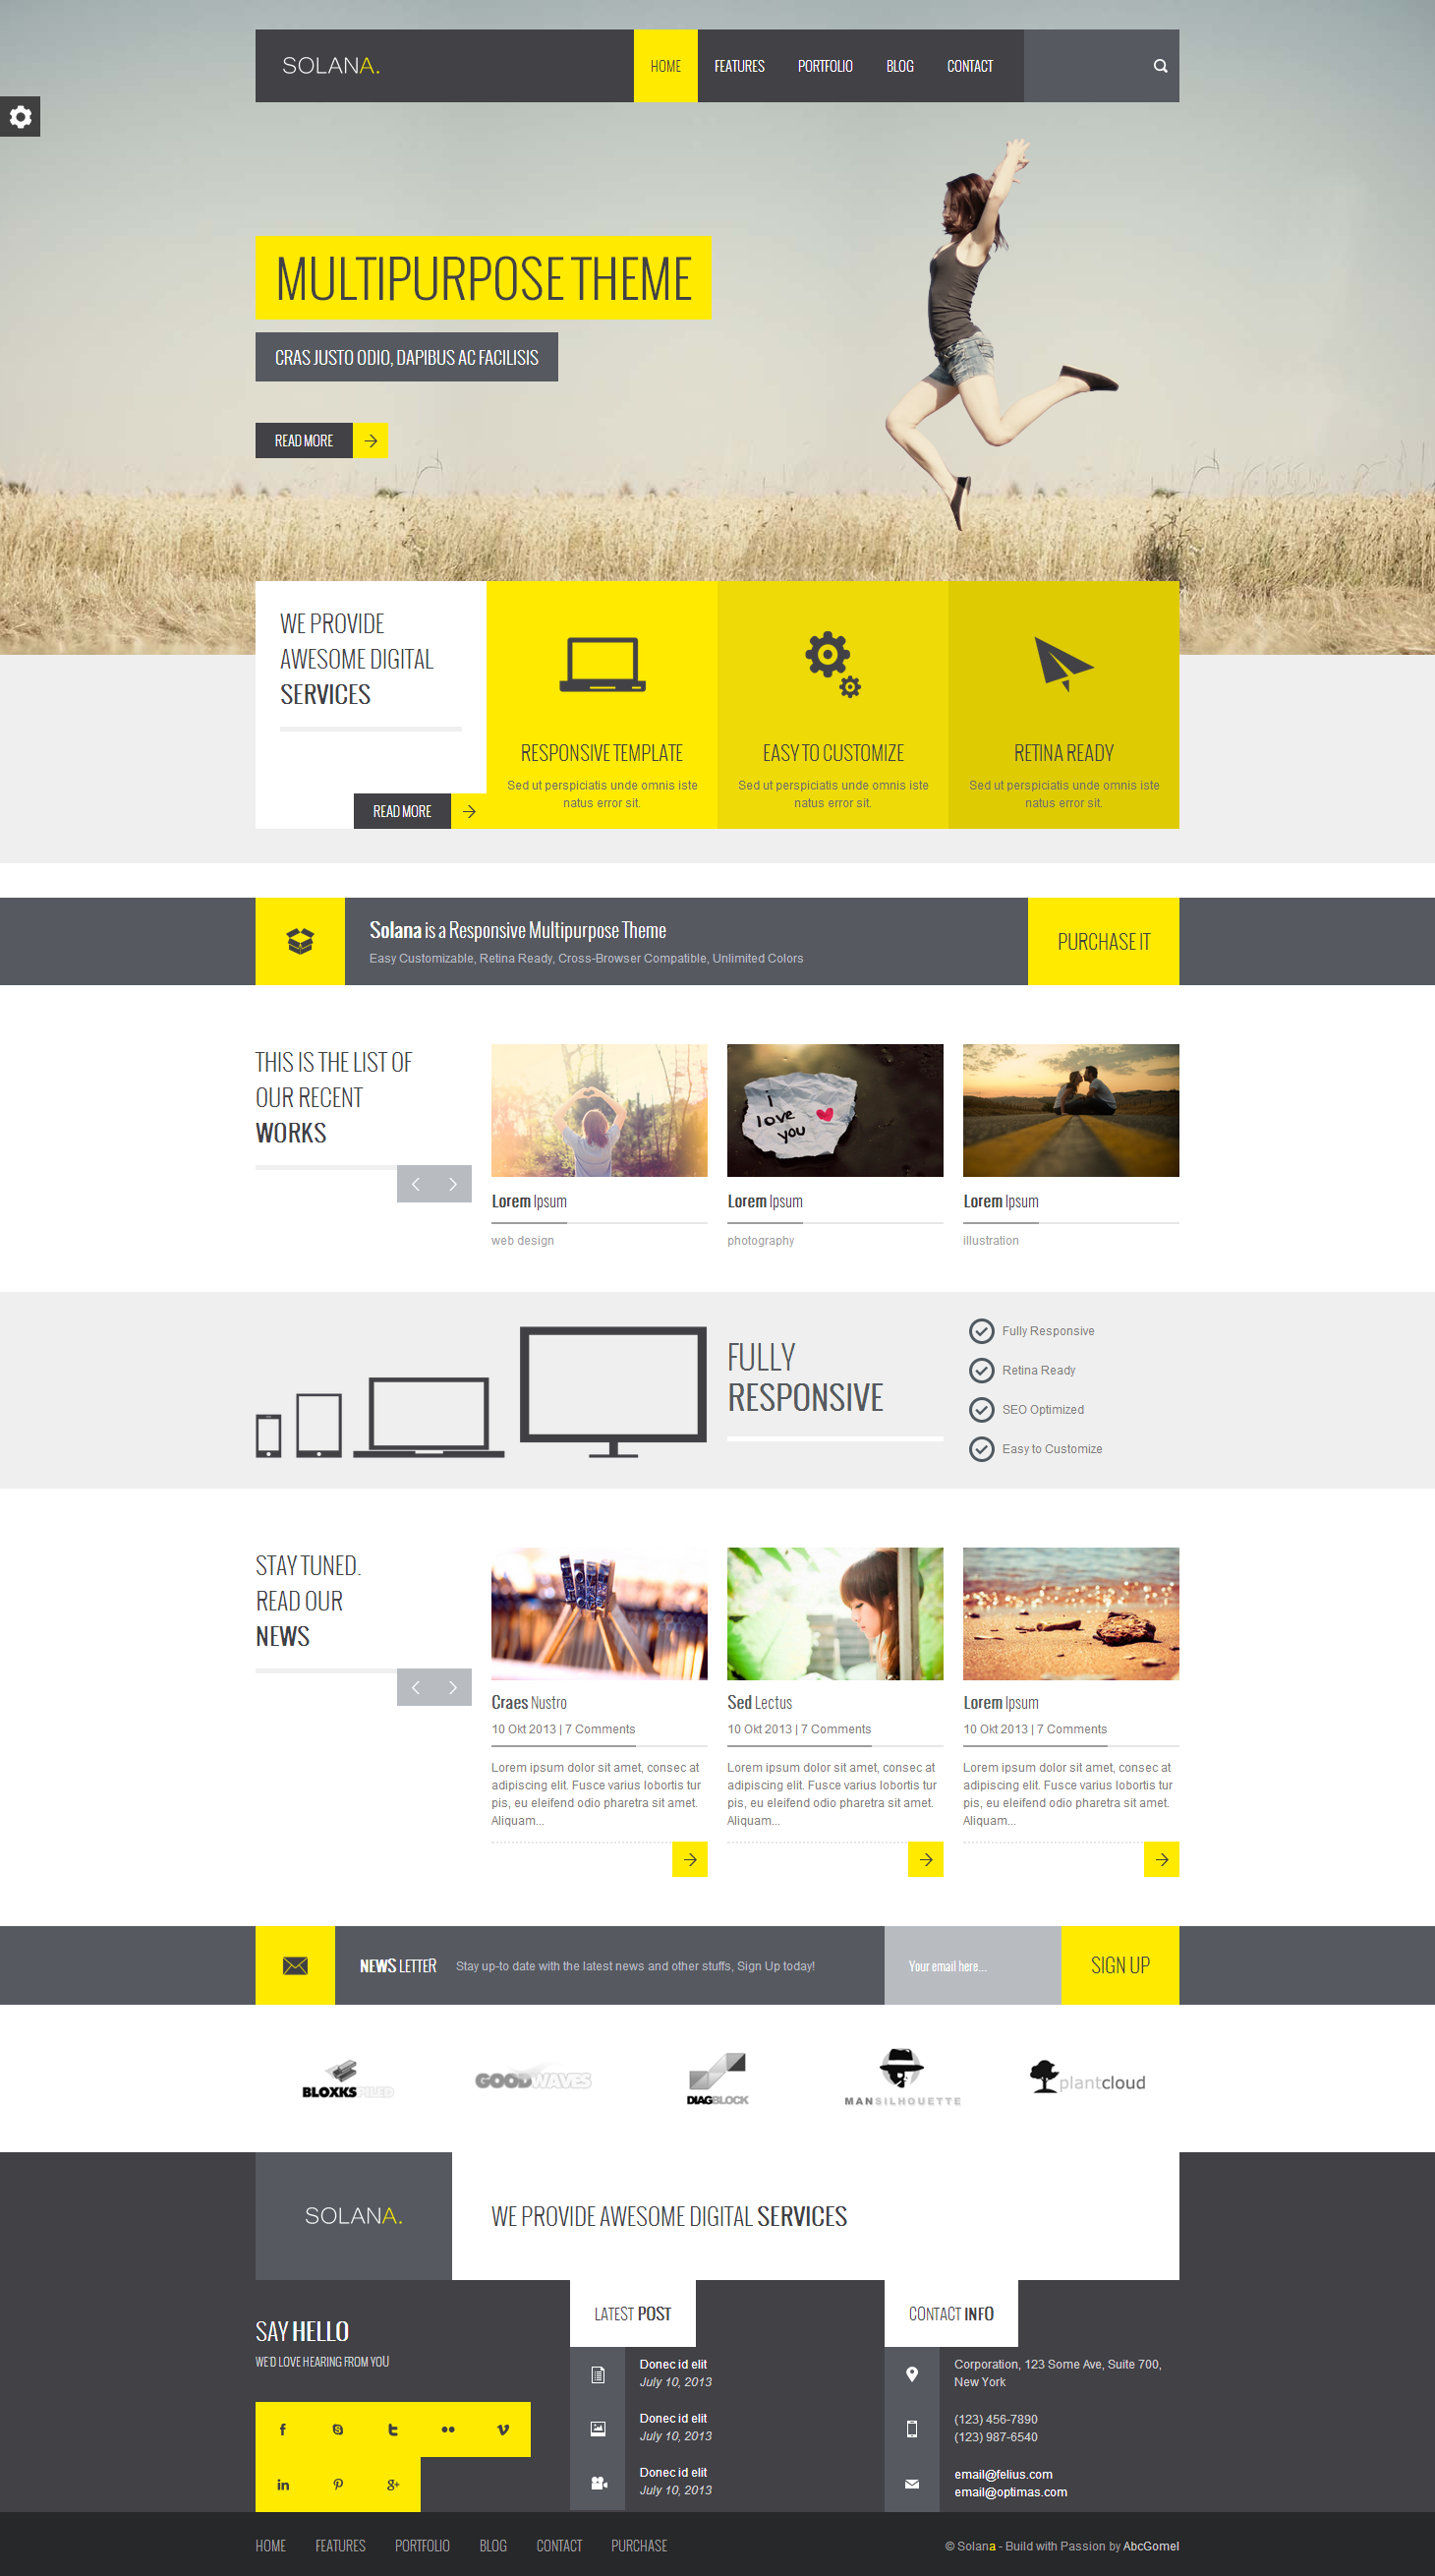 SOLANA.
HOME FEATURES PORTFOLIO BLOG CONTACT
MULTIPURPOSE THEME
CRAS JUSTO ODIO, DAPIBUS AC FACILISIS
READ MORE
WE PROVIDE
AWESOME DIGITAL
SERVICES
READ MORE
RESPONSIVE TEMPLATE
Sed ut perspiciatis unde omnis iste
natus error sit.
EASY TO CUSTOMIZE
Sed ut perspiciatis unde omnis iste
natus error sit.
RETINA READY
Sed ut perspiciatis unde omnis iste
natus error sit.
Solana is a Responsive Multipurpose Theme
Easy Customizable, Retina Ready, Cross-Browser Compatible, Unlimited Colors
PURCHASE IT
THIS IS THE LIST OF
OUR RECENT
WORKS
i
love
you
Lorem Ipsum
web design
Lorem Ipsum
photography
Lorem Ipsum
illustration
FULLY
RESPONSIVE
Fully Responsive
Retina Ready
SEO Optimized
Easy to Customize
STAY TUNED.
READ OUR
NEWS
Craes Nustro
10 Okt 2013 | 7 Comments
Lorem ipsum dolor sit amet, consec at
adipiscing elit. Fusce varius lobortis tur
pis, eu eleifend odio pharetra sit amet.
Aliquam...
Sed Lectus
10 Okt 2013 | 7 Comments
Lorem ipsum dolor sit amet, consec at
adipiscing elit. Fusce varius lobortis tur
pis, eu eleifend odio pharetra sit amet.
Aliquam...
Lorem Ipsum
10 Okt 2013 | 7 Comments
Lorem ipsum dolor sit amet, consec at
adipiscing elit. Fusce varius lobortis tur
pis, eu eleifend odio pharetra sit amet.
Aliquam...
NEWS LETTER
Stay up-to date with the latest news and other stuffs, Sign Up today!
Your email here...
SIGN UP
BLOXKSPILED
GOODWAVES
DIAGBLOCK
MANSILHOUETTE
plantcloud
SOLANA.
WE PROVIDE AWESOME DIGITAL SERVICES
SAY HELLO
WE'D LOVE HEARING FROM YOU
LATEST POST
Donec id elit
July 10, 2013
Donec id elit
July 10, 2013
Donec id elit
July 10, 2013
CONTACT INFO
Corporation, 123 Some Ave, Suite 700,
New York
(123) 456-7890
(123) 987-6540
email@felius.com
email@optimas.com
HOME FEATURES PORTFOLIO BLOG CONTACT PURCHASE
© Solana - Build with Passion by AbcGomel